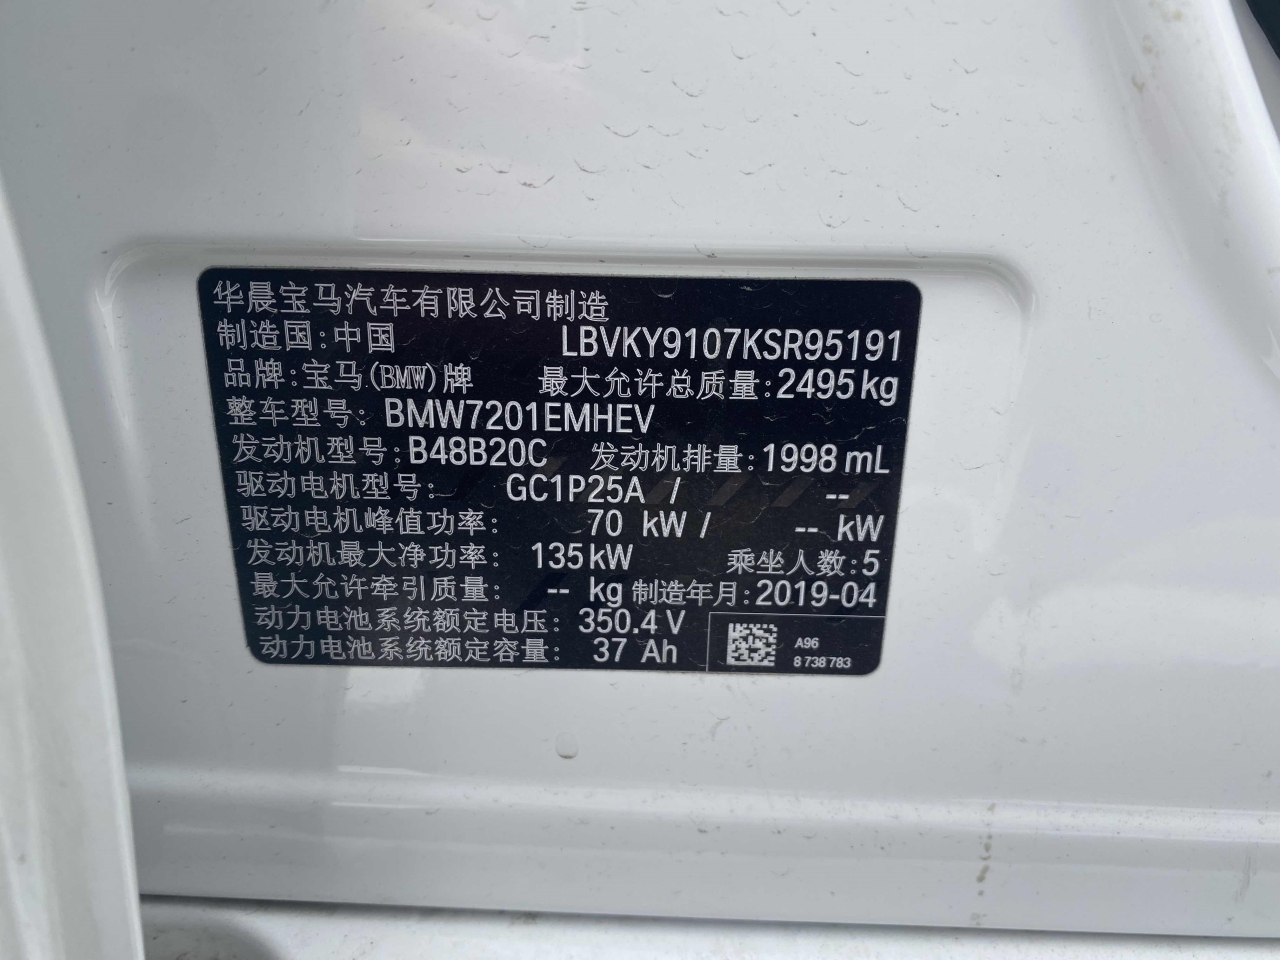 华晨宝马汽车有限公司制造
制造国:中国 LBVKY9107KSR95191
品牌:宝马(BMW)牌 最大允许总质量:2495kg
整车型号:BMW7201EMHEV
发动机型号:B48B20C 发动机排量:1998mL
驱动电机型号: GC1P25A / --
驱动电机峰值功率: 70 kW / -- kW
发动机最大净功率: 135kW 乘坐人数:5
最大允许牵引质量: -- kg 制造年月:2019-04
动力电池系统额定电压: 350.4V
动力电池系统额定容量: 37 Ah
A96
8738783